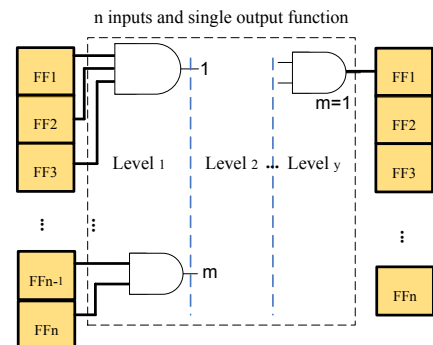 n inputs and single output function
FF1
FF2
FF3
Level 1
1
Level 2
...
Level y
m=1
FF1
FF2
FF3
FFn-1
FFn
m
FFn